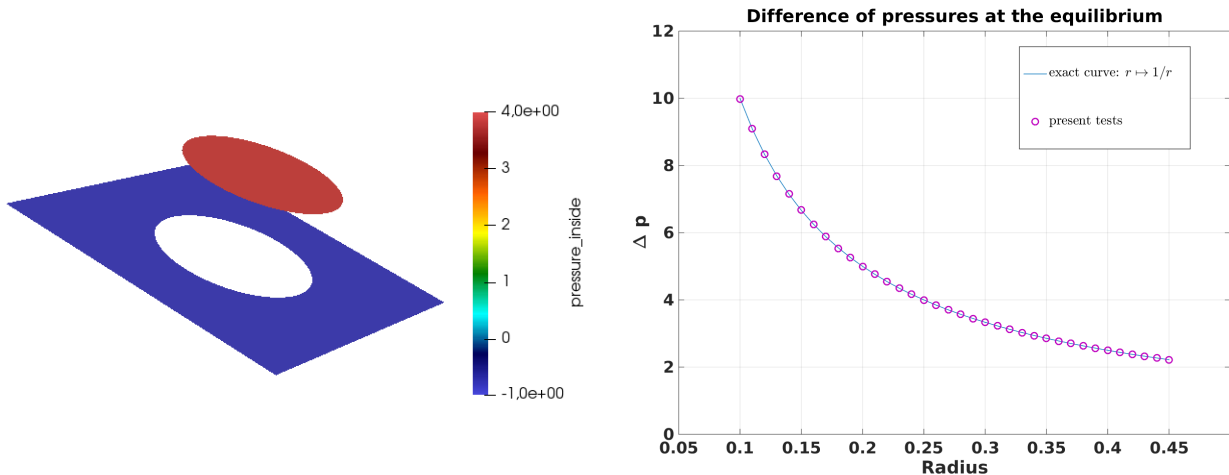 4,0e+00
3
2
1
0
-1,0e+00
pressure_inside
Difference of pressures at the equilibrium
12
10
8
6
4
2
0
Δ p
exact curve: r ↦ 1/r
present tests
0.05
0.1
0.15
0.2
0.25
0.3
0.35
0.4
0.45
Radius